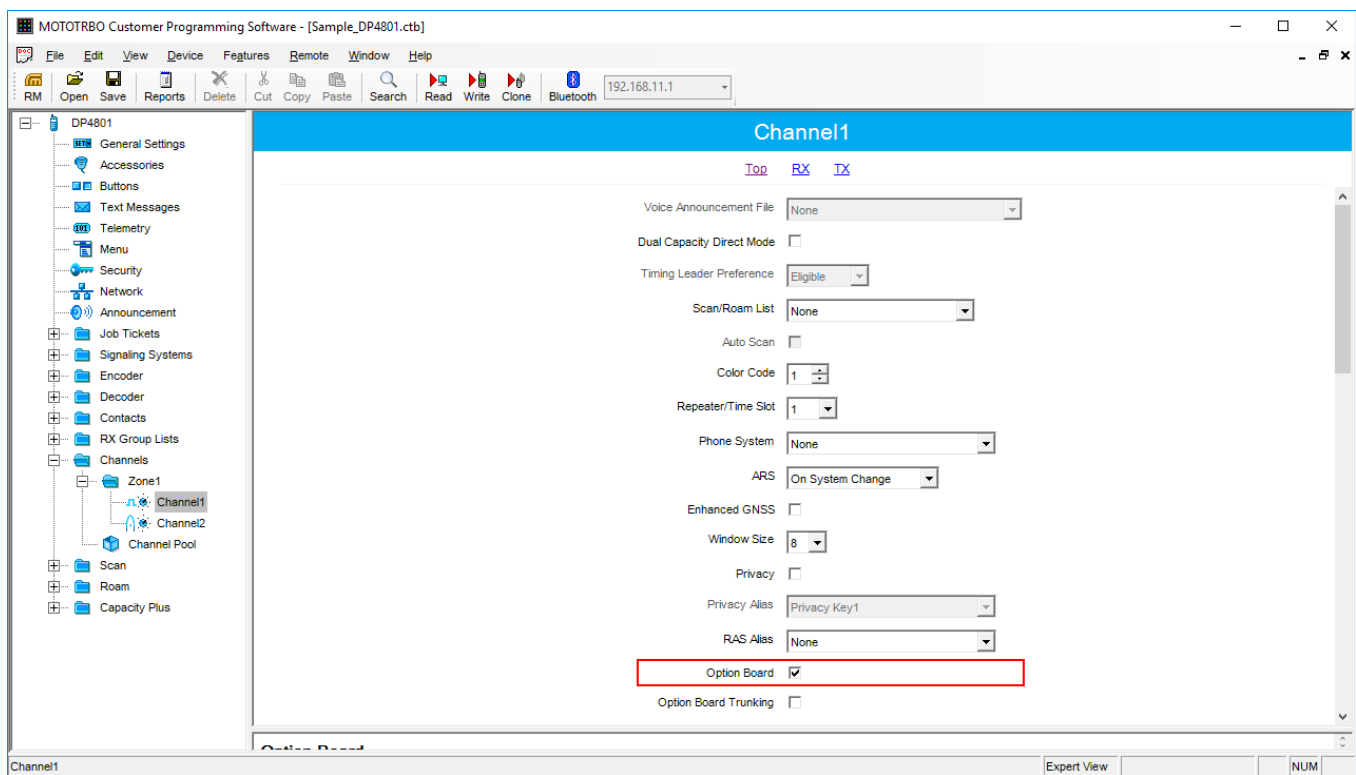 MOTOTRBO Customer Programming Software - [Sample_DP4801.ctb]
File Edit View Device Features Remote Window Help
RM Open Save Reports Delete Cut Copy Paste Search Read Write Clone Bluetooth 192.168.11.1
DP4801
General Settings
Accessories
Buttons
Text Messages
Telemetry
Menu
Security
Network
Announcement
Job Tickets
Signaling Systems
Encoder
Decoder
Contacts
RX Group Lists
Channels
Zone1
Channel1
Channel2
Channel Pool
Scan
Roam
Capacity Plus
Channel1
Top RX TX
Voice Announcement File None
Dual Capacity Direct Mode
Timing Leader Preference Eligible
Scan/Roam List None
Auto Scan
Color Code 1
Repeater/Time Slot 1
Phone System None
ARS On System Change
Enhanced GNSS
Window Size 8
Privacy
Privacy Alias Privacy Key1
RAS Alias None
Option Board
Option Board Trunking
Option Board
Channel1 Expert View NUM